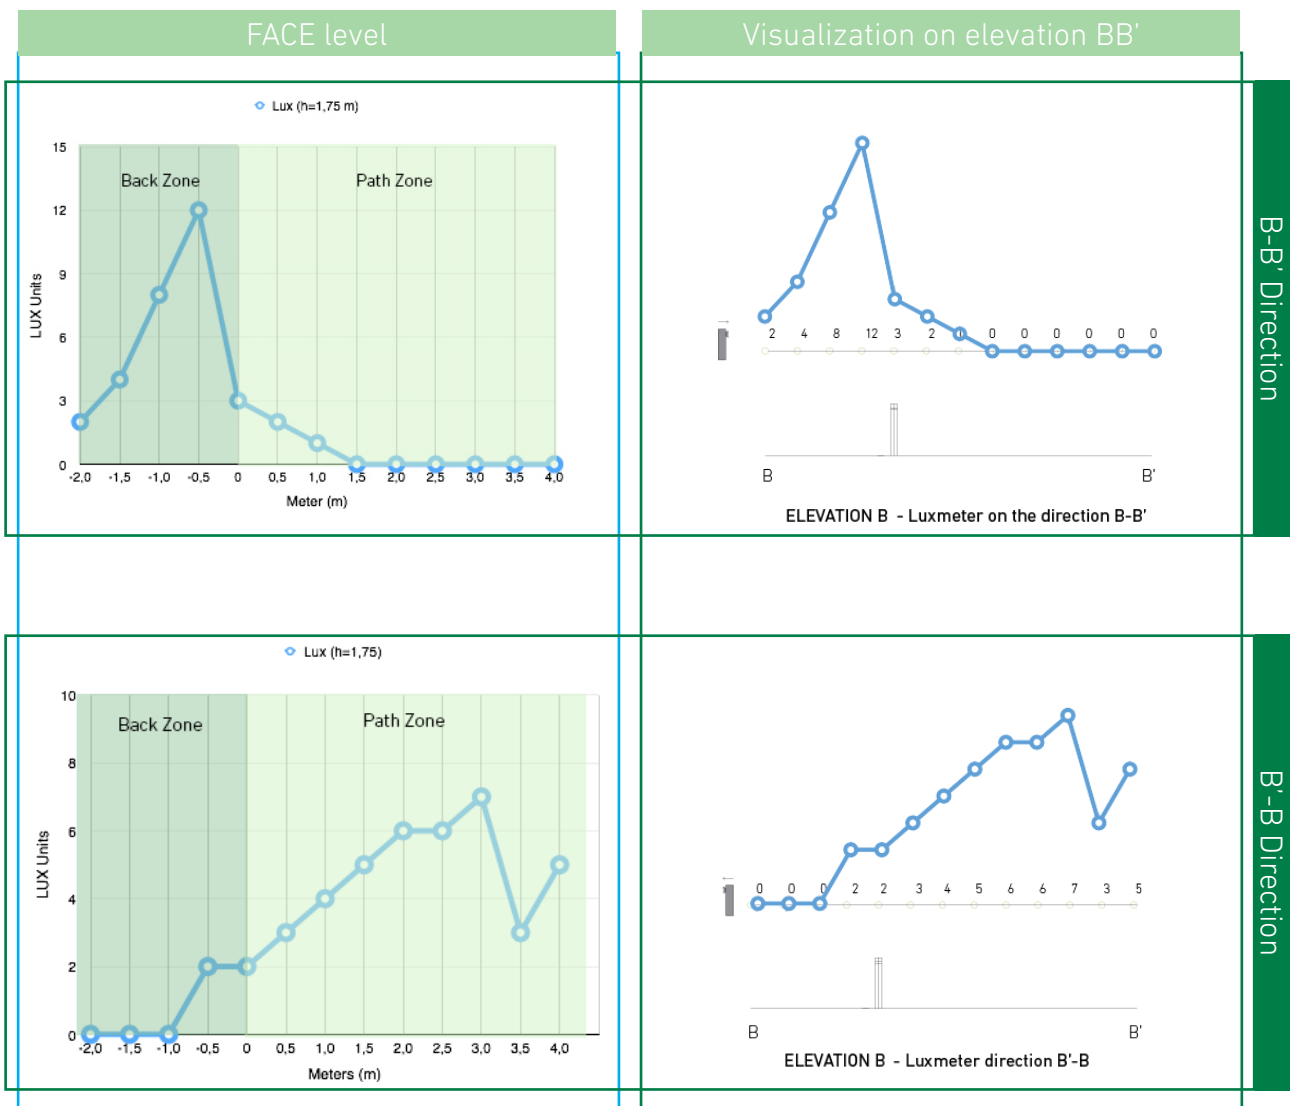 FACE level
Visualization on elevation BB'
Lux (h=1,75 m)
15
12
9
6
3
0
LUX Units
Back Zone
Path Zone
-2,0 -1,5 -1,0 -0,5 0 0,5 1,0 1,5 2,0 2,5 3,0 3,5 4,0
Meter (m)
2 4 8 12 3 2 1 0 0 0 0 0 0
B B'
ELEVATION B - Luxmeter on the direction B-B'
B-B' Direction
Lux (h=1,75)
10
8
6
4
2
0
LUX Units
Back Zone
Path Zone
-2,0 -1,5 -1,0 -0,5 0 0,5 1,0 1,5 2,0 2,5 3,0 3,5 4,0
Meters (m)
0 0 0 2 2 3 4 5 6 6 7 3 5
B B'
ELEVATION B - Luxmeter direction B'-B
B'-B Direction